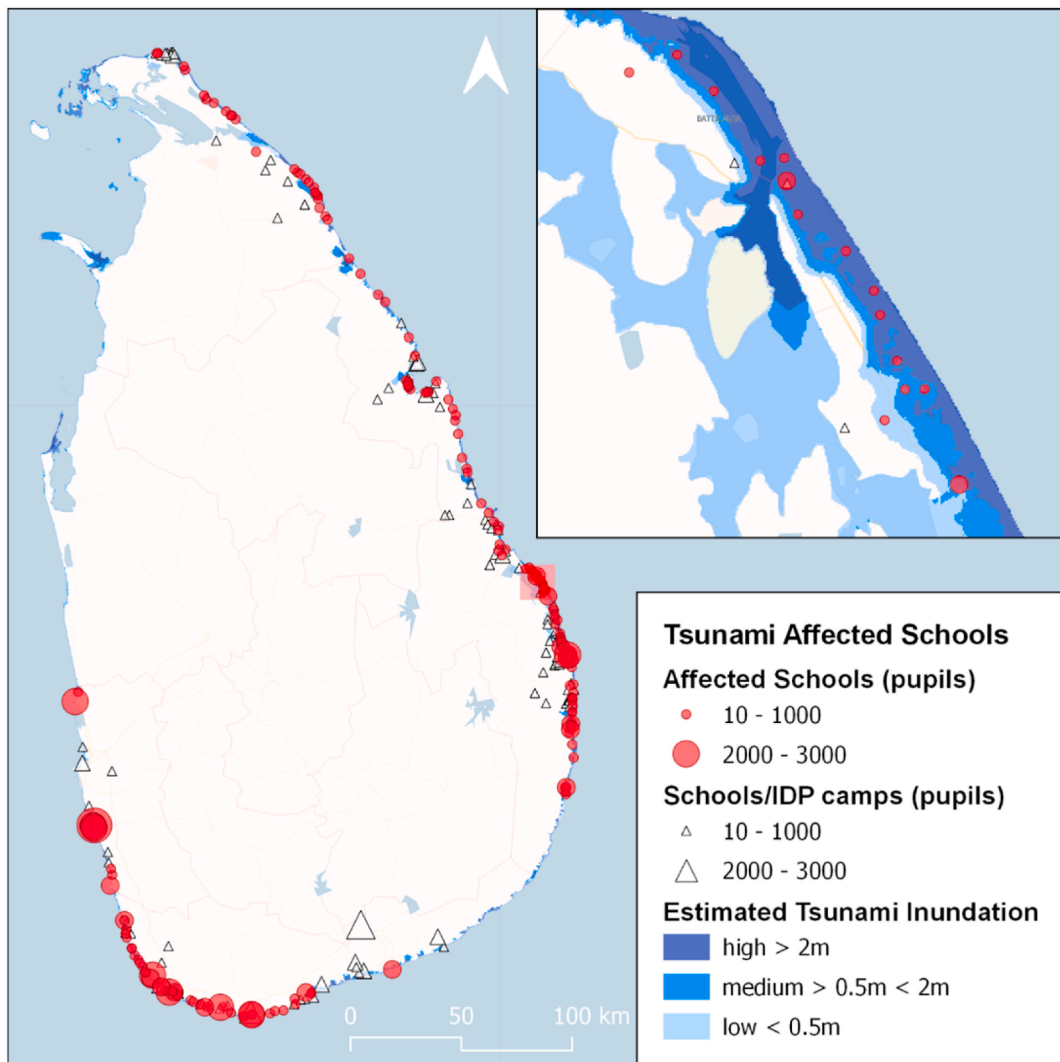 Tsunami Affected Schools
Affected Schools (pupils)
10 - 1000
2000 - 3000
Schools/IDP camps (pupils)
10 - 1000
2000 - 3000
Estimated Tsunami Inundation
high > 2m
medium > 0.5m < 2m
low < 0.5m
0 50 100 km